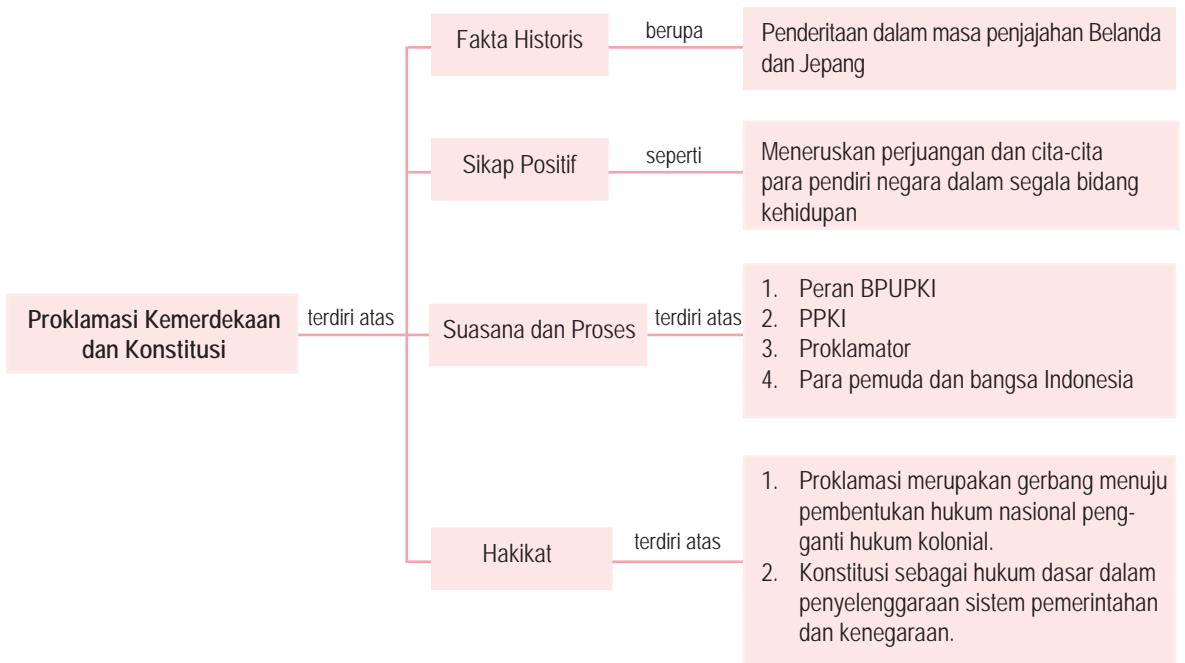 Proklamasi Kemerdekaan
dan Konstitusi
terdiri atas
Fakta Historis
berupa
Penderitaan dalam masa penjajahan Belanda
dan Jepang
Sikap Positif
seperti
Meneruskan perjuangan dan cita-cita
para pendiri negara dalam segala bidang
kehidupan
Suasana dan Proses
terdiri atas
1. Peran BPUPKI
2. PPKI
3. Proklamator
4. Para pemuda dan bangsa Indonesia
Hakikat
terdiri atas
1. Proklamasi merupakan gerbang menuju
pembentukan hukum nasional peng-
ganti hukum kolonial.
2. Konstitusi sebagai hukum dasar dalam
penyelenggaraan sistem pemerintahan
dan kenegaraan.